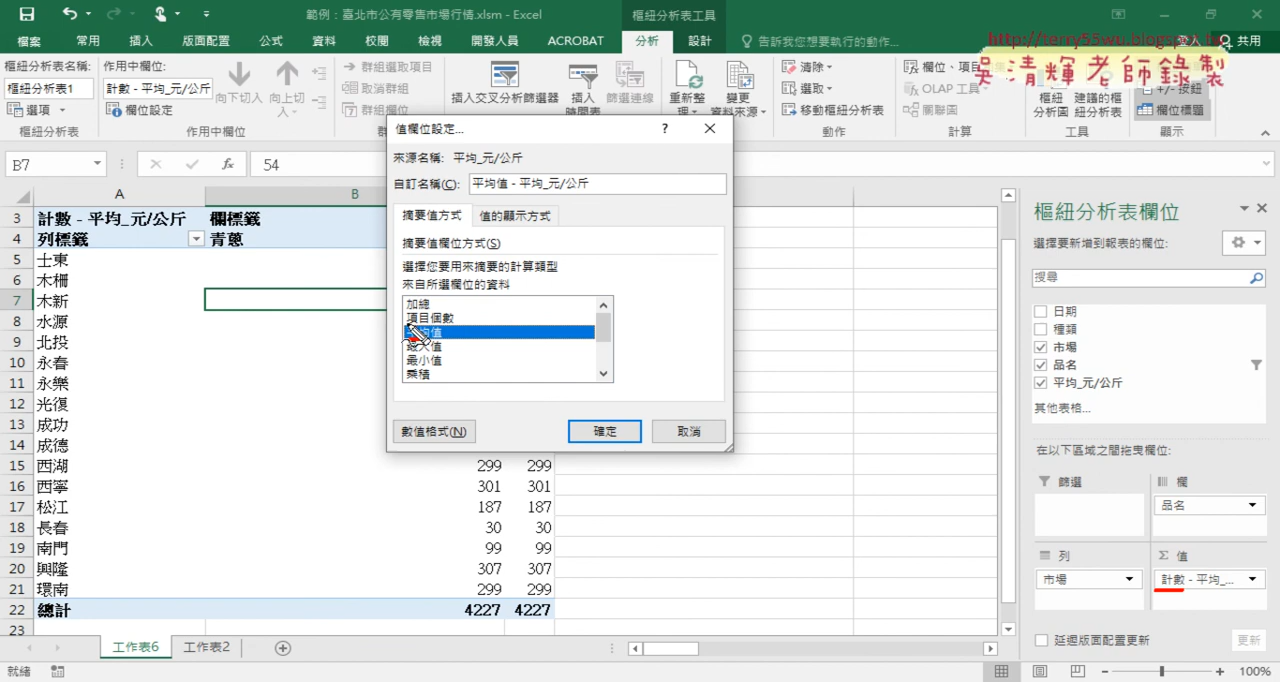 範例：臺北市公有零售市場行情.xlsm - Excel
樞紐分析表工具
檔案 常用 插入 版面配置 公式 資料 校閱 檢視 開發人員 ACROBAT 分析 設計 告訴我您想要執行的動作... 登入 共用
http://terry55wu.blogspot.tw
吳清輝老師錄製
樞紐分析表名稱: 作用中欄位: 群組選取項目 清除 欄位、項目
樞紐分析表1 計數 - 平均_元/公斤 向下切入 向上切入 取消群組 插入交叉分析篩選器 插入時間表 篩選連線 重新整理 變更資料來源 選取 OLAP 工具 樞紐分析圖 建議的樞紐分析表 +/- 按鈕
選項 欄位設定 群組欄位 移動樞紐分析表 關聯圖 欄位標題
樞紐分析表 作用中欄位 動作 計算 工具 顯示
B7 fx 54
A B
3 計數 - 平均_元/公斤 欄標籤
4 列標籤 青蔥
5 士東
6 木柵
7 木新
8 水源
9 北投
10 永春
11 永樂
12 光復
13 成功
14 成德
15 西湖 299 299
16 西寧 301 301
17 松江 187 187
18 長春 30 30
19 南門 99 99
20 興隆 307 307
21 環南 299 299
22 總計 4227 4227
23
值欄位設定... ?
來源名稱: 平均_元/公斤
自訂名稱(C): 平均值 - 平均_元/公斤
摘要值方式 值的顯示方式
摘要值欄位方式(S)
選擇您要用來摘要的計算類型
來自所選欄位的資料
加總
項目個數
平均值
最大值
最小值
乘積
數值格式(N) 確定 取消
樞紐分析表欄位
選擇要新增到報表的欄位:
搜尋
日期
種類
市場
品名
平均_元/公斤
其他表格...
在以下區域之間拖曳欄位:
篩選 欄
品名
列 Σ 值
市場 計數 - 平均_...
延遲版面配置更新 更新
工作表6 工作表2
就緒 100%